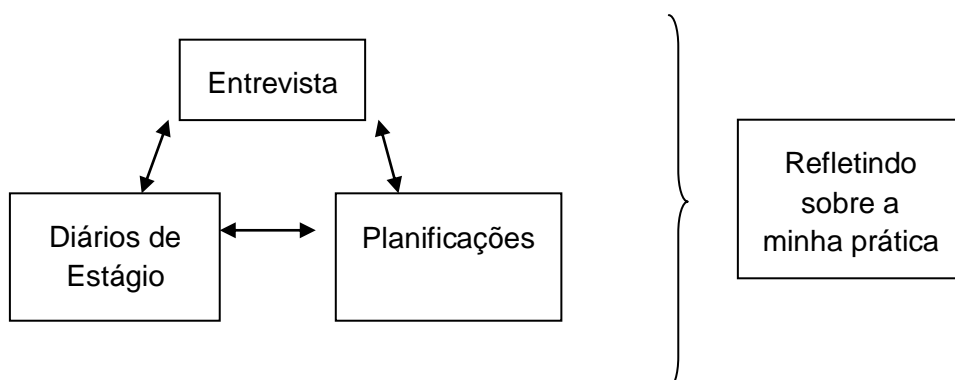 Entrevista
Diários de
Estágio
Planificações
Refletindo
sobre a
minha prática